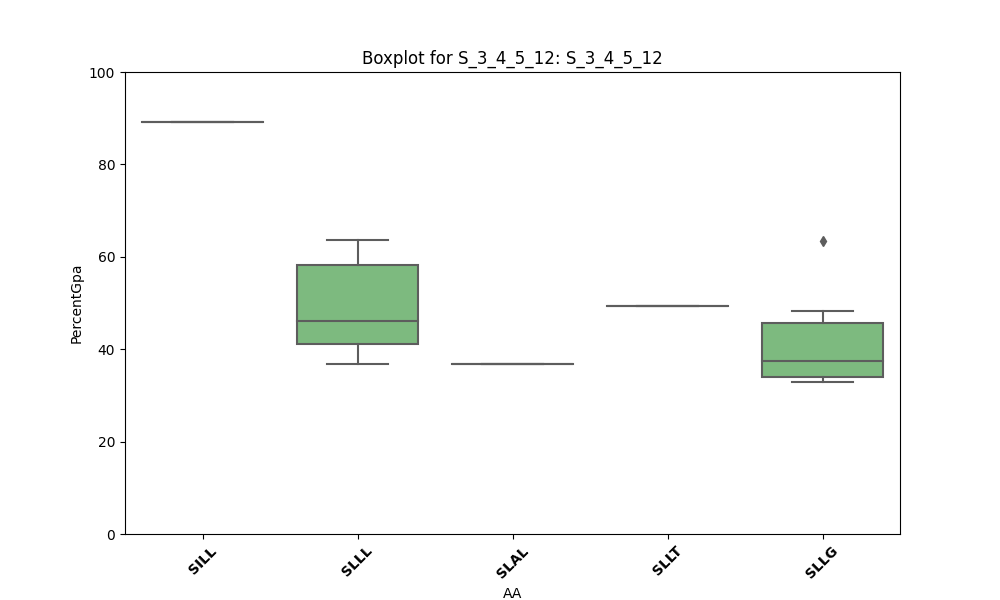 Boxplot for S_3_4_5_12: S_3_4_5_12
100
80
60
40
20
0
PercentGpa
SILL
SLLL
SLAL
SLLT
SLLG
AA